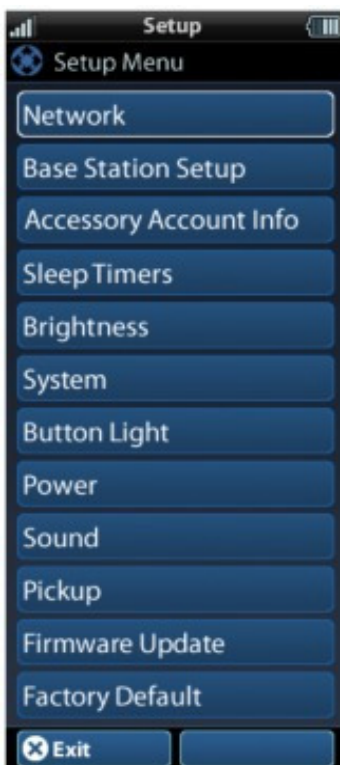 Setup
Setup Menu
Network
Base Station Setup
Accessory Account Info
Sleep Timers
Brightness
System
Button Light
Power
Sound
Pickup
Firmware Update
Factory Default
Exit